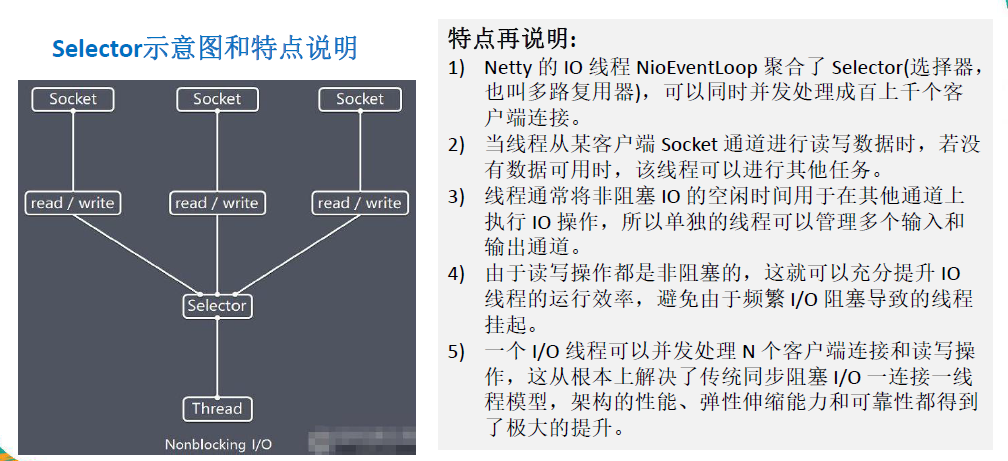 Selector示意图和特点说明
Socket Socket Socket
read / write read / write read / write
Selector
Thread
Nonblocking I/O
特点再说明:
1) Netty 的 IO 线程 NioEventLoop 聚合了 Selector(选择器，
也叫多路复用器)，可以同时并发处理成百上千个客
户端连接。
2) 当线程从某客户端 Socket 通道进行读写数据时，若没
有数据可用时，该线程可以进行其他任务。
3) 线程通常将非阻塞 IO 的空闲时间用于在其他通道上
执行 IO 操作，所以单独的线程可以管理多个输入和
输出通道。
4) 由于读写操作都是非阻塞的，这就可以充分提升 IO
线程的运行效率，避免由于频繁 I/O 阻塞导致的线程
挂起。
5) 一个 I/O 线程可以并发处理 N 个客户端连接和读写操
作，这从根本上解决了传统同步阻塞 I/O 一连接一线
程模型，架构的性能、弹性伸缩能力和可靠性都得到
了极大的提升。